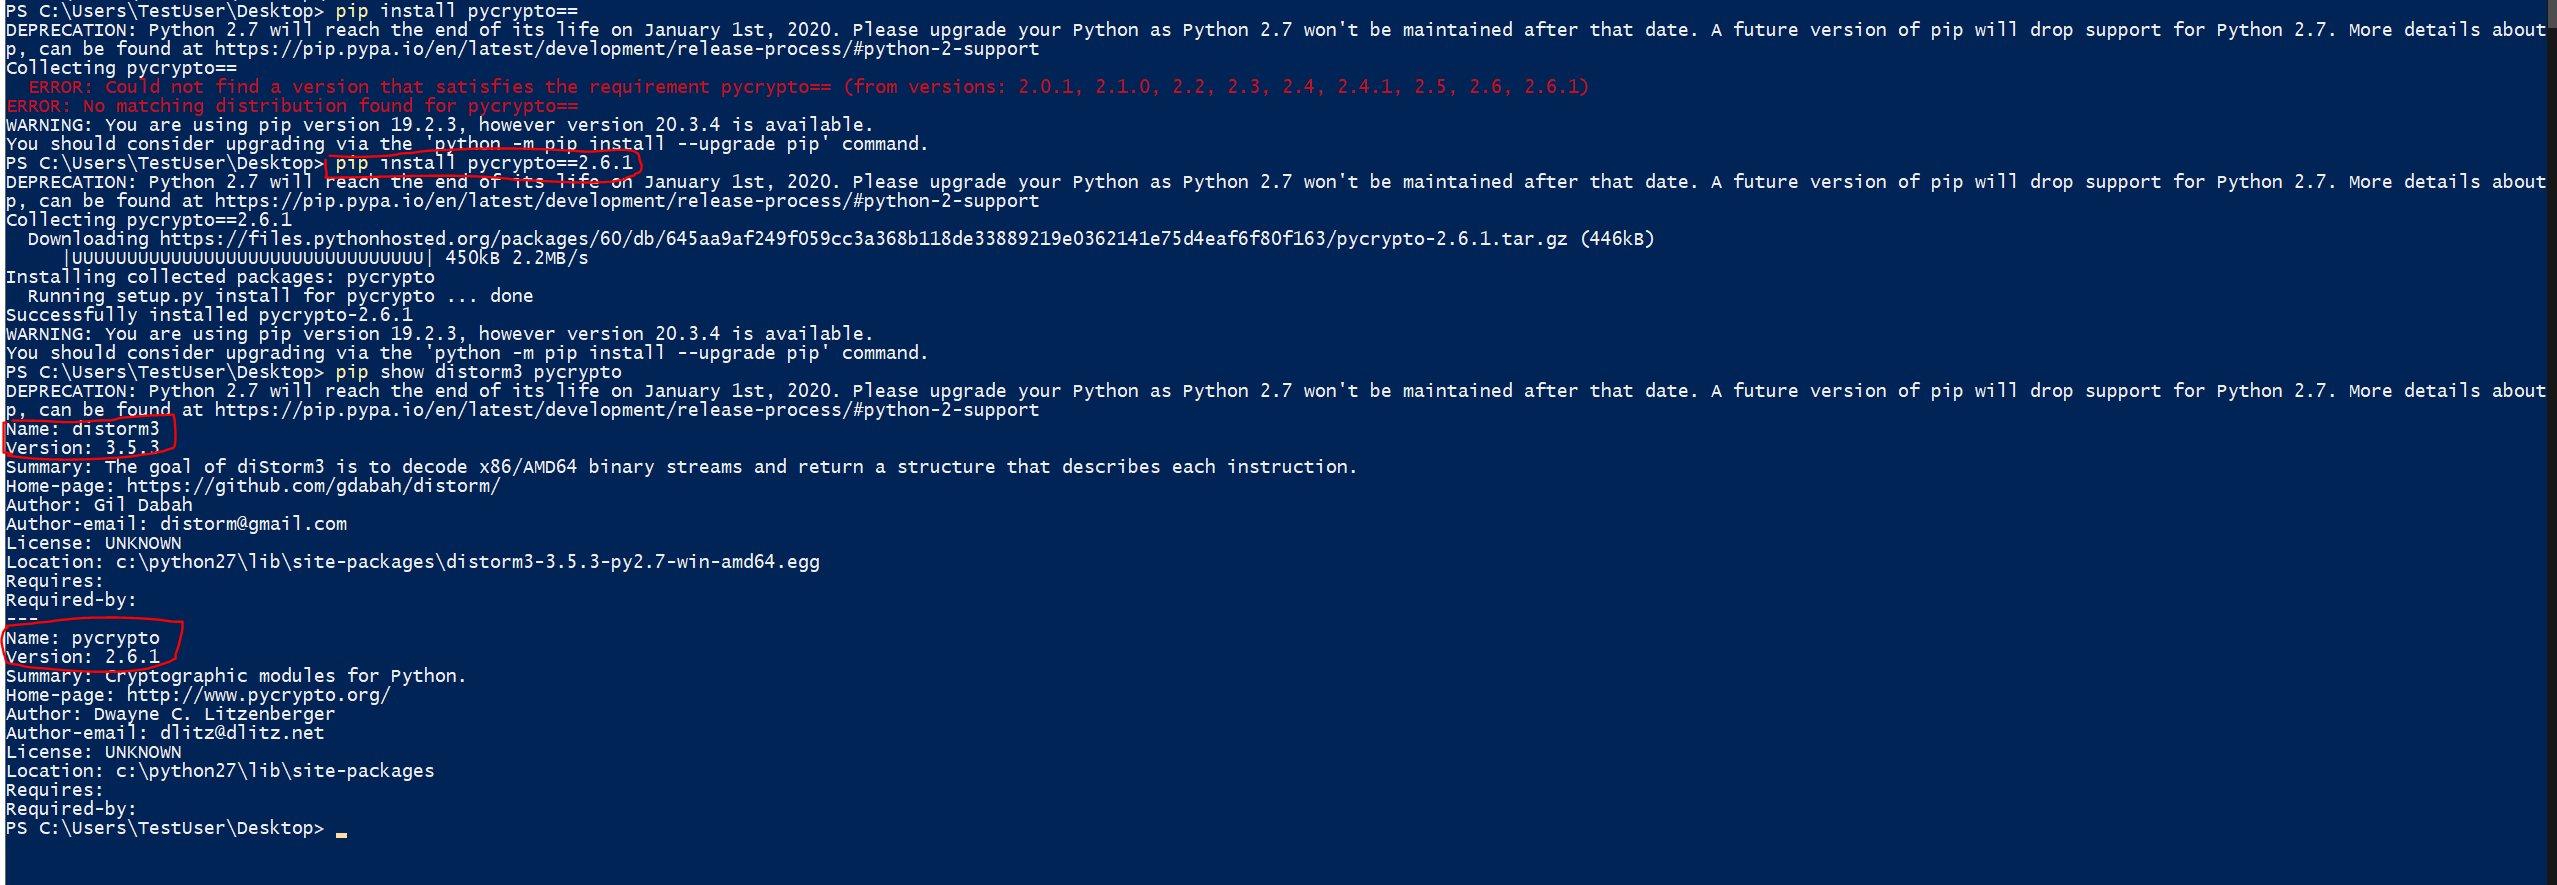 PS C:\Users\TestUser\Desktop> pip install pycrypto==
DEPRECATION: Python 2.7 will reach the end of its life on January 1st, 2020. Please upgrade your Python as Python 2.7 won't be maintained after that date. A future version of pip will drop support for Python 2.7. More details about
p, can be found at https://pip.pypa.io/en/latest/development/release-process/#python-2-support
Collecting pycrypto==
  ERROR: Could not find a version that satisfies the requirement pycrypto== (from versions: 2.0.1, 2.1.0, 2.2, 2.3, 2.4, 2.4.1, 2.5, 2.6, 2.6.1)
ERROR: No matching distribution found for pycrypto==
WARNING: You are using pip version 19.2.3, however version 20.3.4 is available.
You should consider upgrading via the 'python -m pip install --upgrade pip' command.
PS C:\Users\TestUser\Desktop> pip install pycrypto==2.6.1
DEPRECATION: Python 2.7 will reach the end of its life on January 1st, 2020. Please upgrade your Python as Python 2.7 won't be maintained after that date. A future version of pip will drop support for Python 2.7. More details about
p, can be found at https://pip.pypa.io/en/latest/development/release-process/#python-2-support
Collecting pycrypto==2.6.1
  Downloading https://files.pythonhosted.org/packages/60/db/645aa9af249f059cc3a368b118de33889219e0362141e75d4eaf6f80f163/pycrypto-2.6.1.tar.gz (446kB)
     |UUUUUUUUUUUUUUUUUUUUUUUUUUUUUUUU| 450kB 2.2MB/s
Installing collected packages: pycrypto
  Running setup.py install for pycrypto ... done
Successfully installed pycrypto-2.6.1
WARNING: You are using pip version 19.2.3, however version 20.3.4 is available.
You should consider upgrading via the 'python -m pip install --upgrade pip' command.
PS C:\Users\TestUser\Desktop> pip show distorm3 pycrypto
DEPRECATION: Python 2.7 will reach the end of its life on January 1st, 2020. Please upgrade your Python as Python 2.7 won't be maintained after that date. A future version of pip will drop support for Python 2.7. More details about
p, can be found at https://pip.pypa.io/en/latest/development/release-process/#python-2-support
Name: distorm3
Version: 3.5.3
Summary: The goal of diStorm3 is to decode x86/AMD64 binary streams and return a structure that describes each instruction.
Home-page: https://github.com/gdabah/distorm/
Author: Gil Dabah
Author-email: distorm@gmail.com
License: UNKNOWN
Location: c:\python27\lib\site-packages\distorm3-3.5.3-py2.7-win-amd64.egg
Requires:
Required-by:
---
Name: pycrypto
Version: 2.6.1
Summary: Cryptographic modules for Python.
Home-page: http://www.pycrypto.org/
Author: Dwayne C. Litzenberger
Author-email: dlitz@dlitz.net
License: UNKNOWN
Location: c:\python27\lib\site-packages
Requires:
Required-by:
PS C:\Users\TestUser\Desktop>